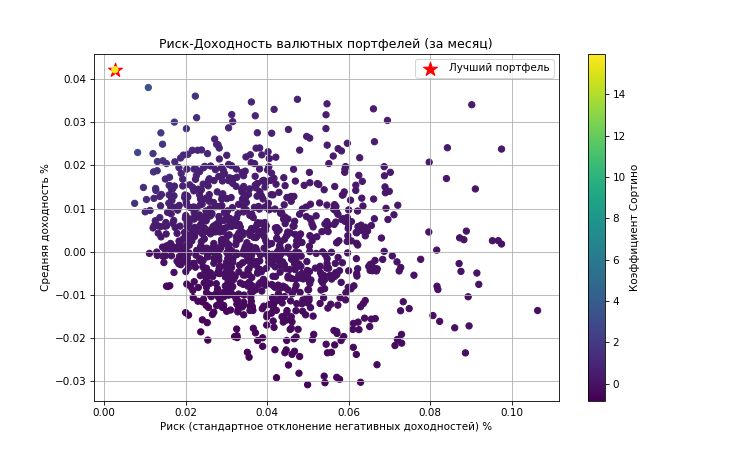 Риск-Доходность валютных портфелей (за месяц)
Лучший портфель
Средняя доходность %
0.04
0.03
0.02
0.01
0.00
−0.01
−0.02
−0.03
0.00 0.02 0.04 0.06 0.08 0.10
Риск (стандартное отклонение негативных доходностей) %
14
12
10
8
6
4
2
0
Коэффициент Сортино